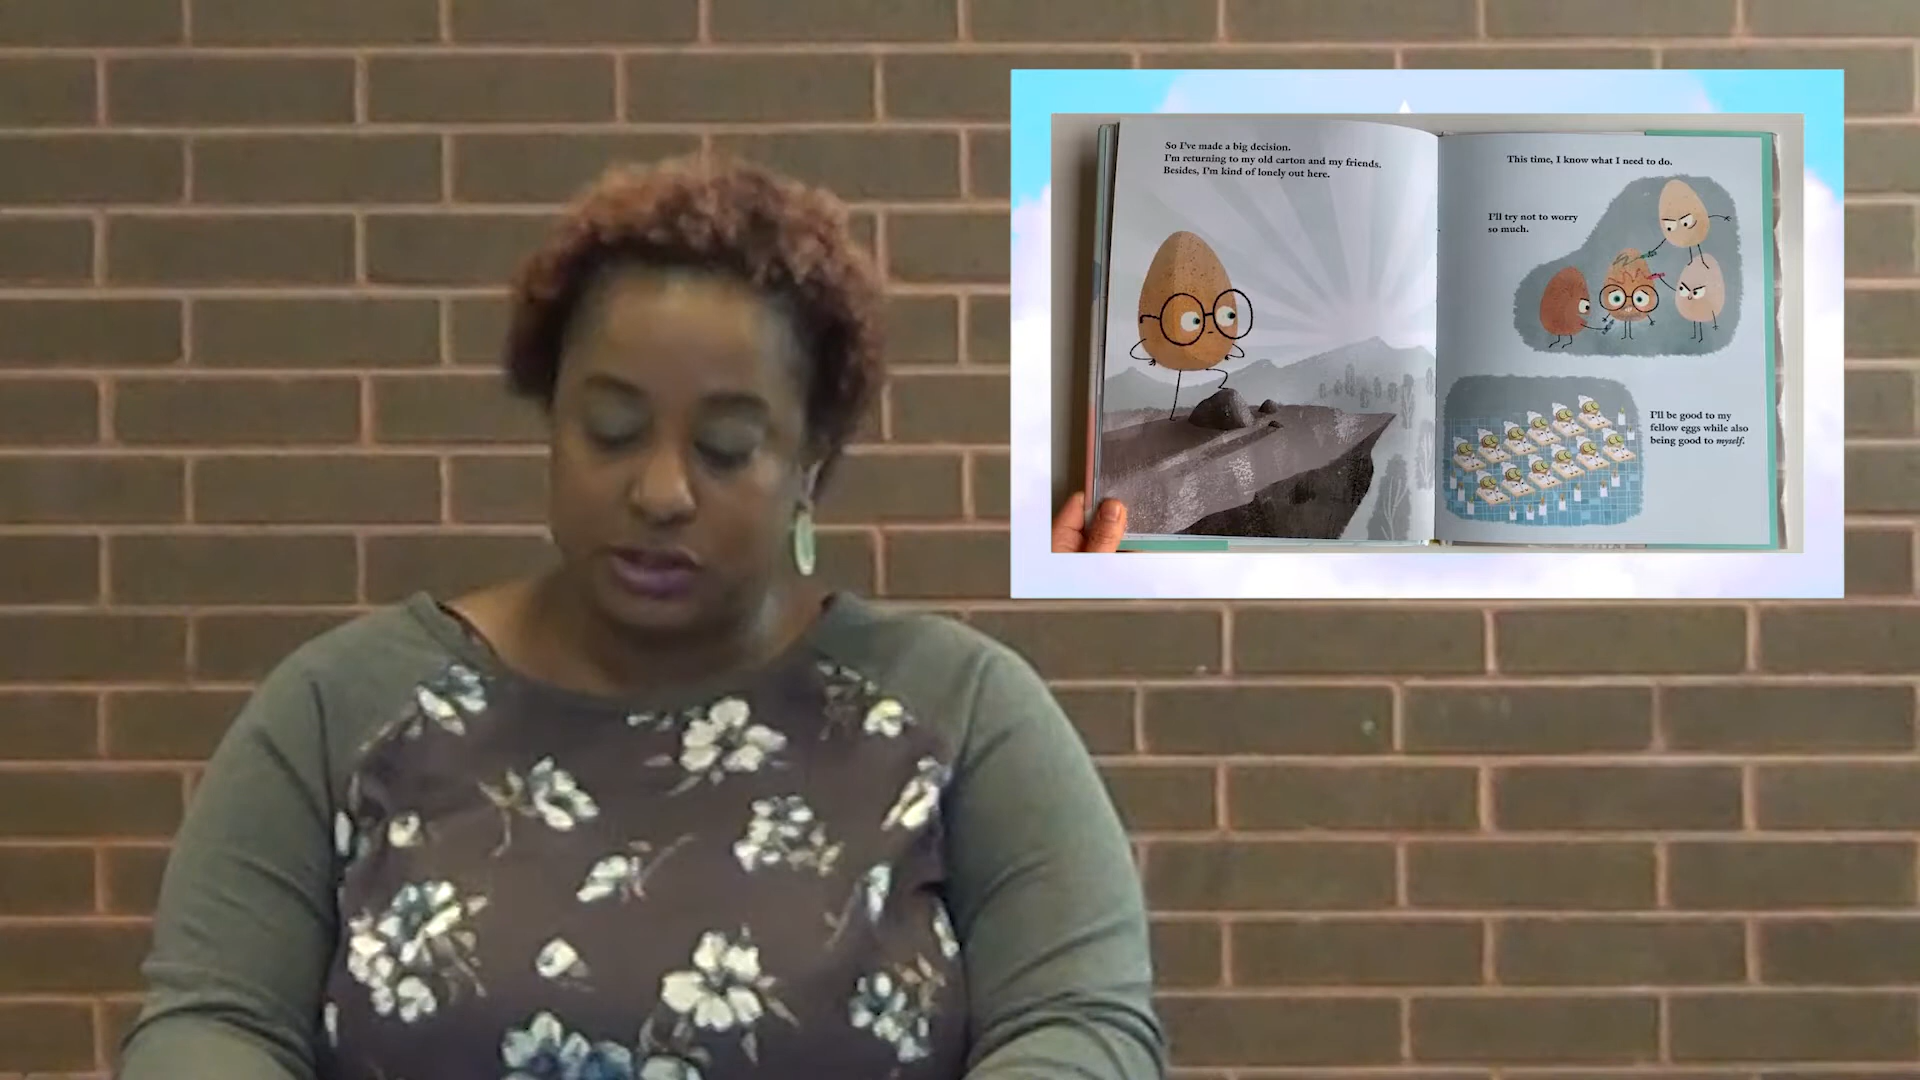 So I've made a big decision.
I'm returning to my old carton and my friends.
Besides, I'm kind of lonely out here.
This time, I know what I need to do.
I'll try not to worry
so much.
I'll be good to my
fellow eggs while also
being good to myself.